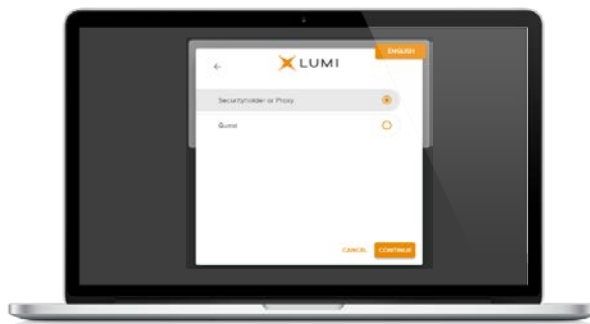 ENGLISH
← LUMI
Securityholder or Proxy
Guest
CANCEL CONTINUE